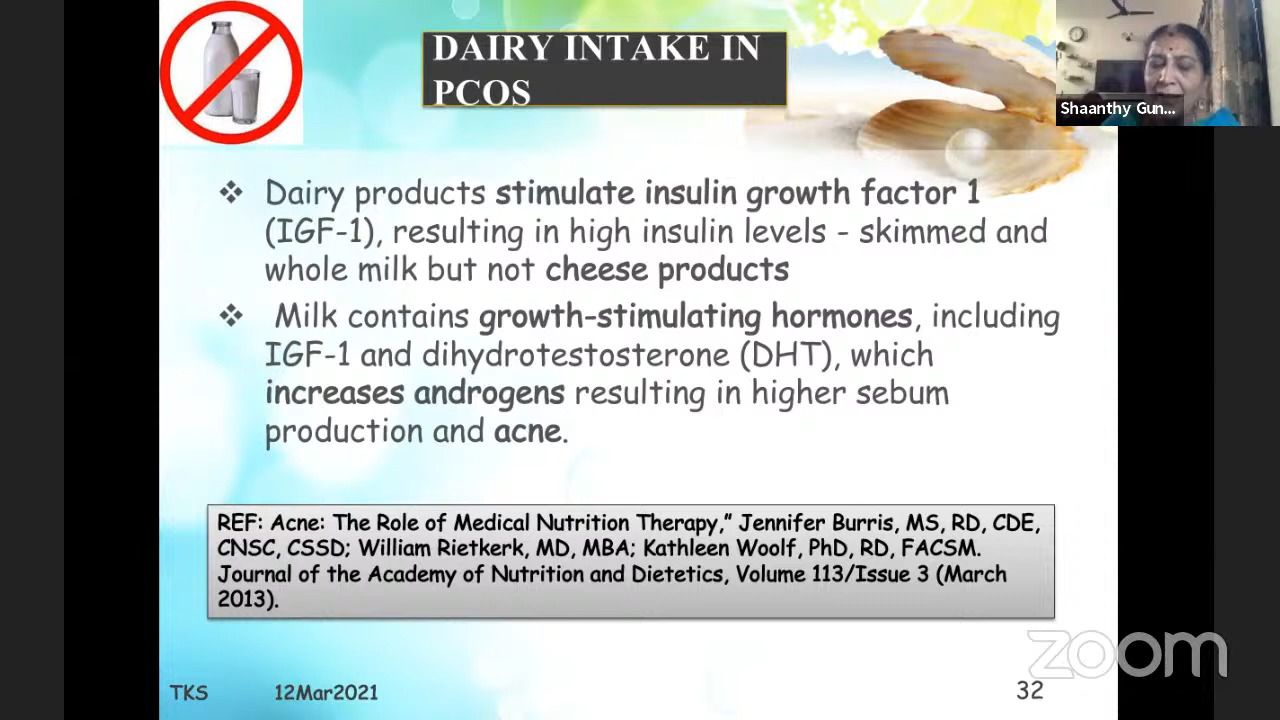 DAIRY INTAKE IN
PCOS
Shaanthy Gun...
❖ Dairy products stimulate insulin growth factor 1
(IGF-1), resulting in high insulin levels - skimmed and
whole milk but not cheese products
❖ Milk contains growth-stimulating hormones, including
IGF-1 and dihydrotestosterone (DHT), which
increases androgens resulting in higher sebum
production and acne.
REF: Acne: The Role of Medical Nutrition Therapy,” Jennifer Burris, MS, RD, CDE,
CNSC, CSSD; William Rietkerk, MD, MBA; Kathleen Woolf, PhD, RD, FACSM.
Journal of the Academy of Nutrition and Dietetics, Volume 113/Issue 3 (March
2013).
zoom
TKS 12Mar2021 32